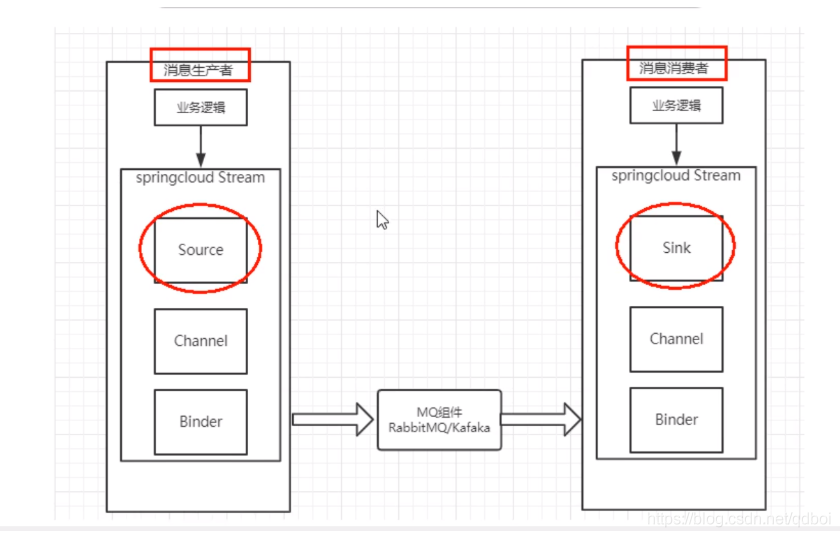 消息生产者
业务逻辑
springcloud Stream
Source
Channel
Binder
MQ组件
RabbitMQ/Kafaka
消息消费者
业务逻辑
springcloud Stream
Sink
Channel
Binder
https://blog.csdn.net/qdboi